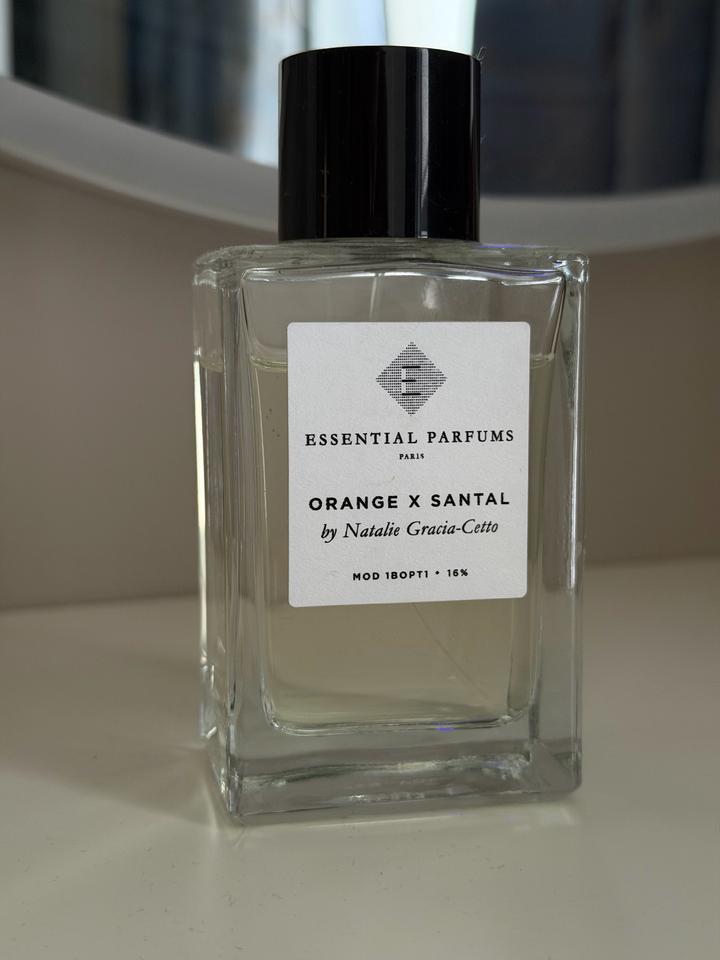 E
ESSENTIAL PARFUMS
PARIS
ORANGE X SANTAL
by Natalie Gracia-Cetto
MOD 1BOPT1 • 16%